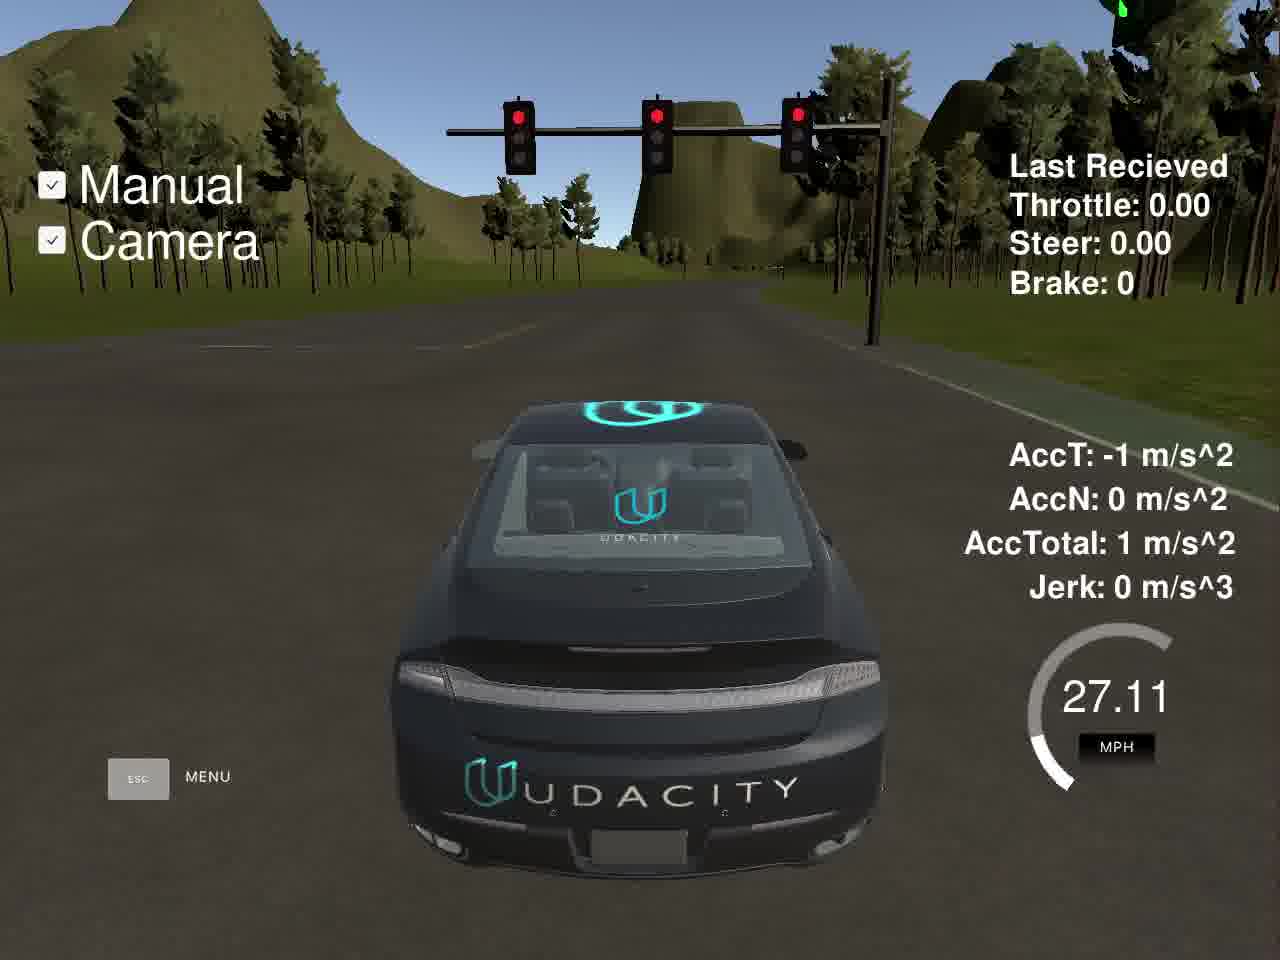 Manual
Camera
Last Recieved
Throttle: 0.00
Steer: 0.00
Brake: 0
AccT: -1 m/s^2
AccN: 0 m/s^2
AccTotal: 1 m/s^2
Jerk: 0 m/s^3
UDACITY
27.11
MPH
ESC
MENU
UDACITY